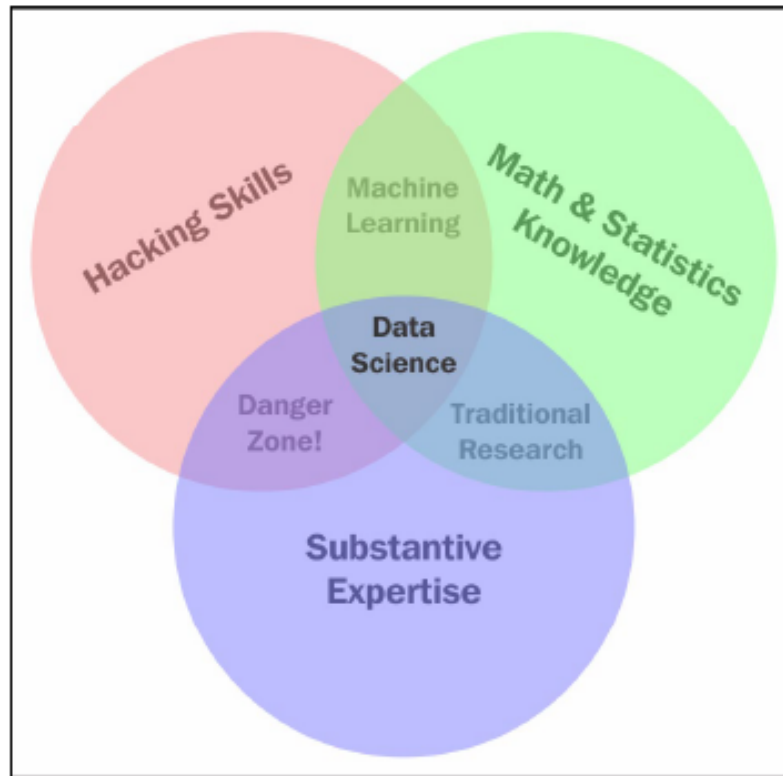 Hacking Skills
Math & Statistics
Knowledge
Machine
Learning
Data
Science
Danger
Zone!
Traditional
Research
Substantive
Expertise